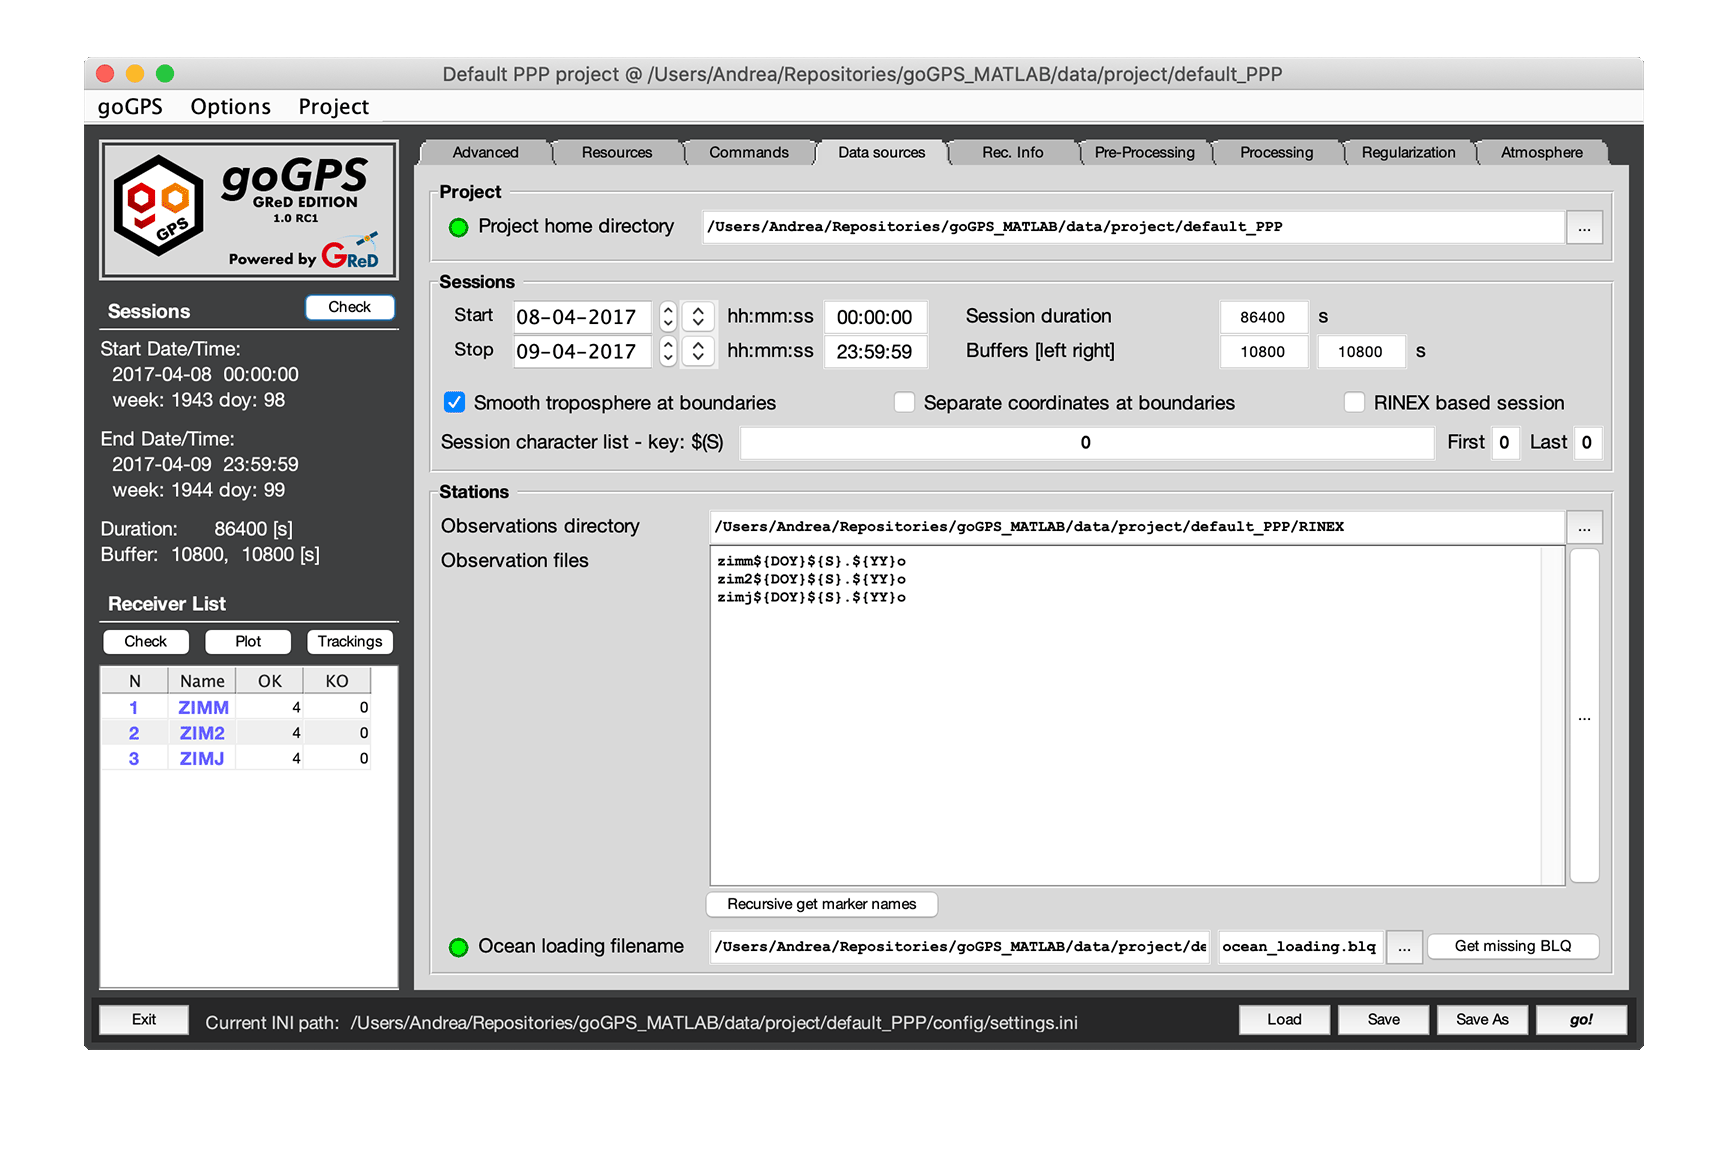 Default PPP project @ /Users/Andrea/Repositories/goGPS_MATLAB/data/project/default_PPP
goGPS Options Project
go GPS
goGPS
GReD EDITION
1.0 RC1
Powered by GReD
Sessions Check
Start Date/Time:
2017-04-08 00:00:00
week: 1943 doy: 98
End Date/Time:
2017-04-09 23:59:59
week: 1944 doy: 99
Duration: 86400 [s]
Buffer: 10800, 10800 [s]
Receiver List
Check Plot Trackings
N Name OK KO
1 ZIMM 4 0
2 ZIM2 4 0
3 ZIMJ 4 0
Advanced Resources Commands Data sources Rec. Info Pre-Processing Processing Regularization Atmosphere
Project
Project home directory /Users/Andrea/Repositories/goGPS_MATLAB/data/project/default_PPP ...
Sessions
Start 08-04-2017 hh:mm:ss 00:00:00 Session duration 86400 s
Stop 09-04-2017 hh:mm:ss 23:59:59 Buffers [left right] 10800 10800 s
Smooth troposphere at boundaries Separate coordinates at boundaries RINEX based session
Session character list - key: $(S) 0 First 0 Last 0
Stations
Observations directory /Users/Andrea/Repositories/goGPS_MATLAB/data/project/default_PPP/RINEX ...
Observation files
zimm${DOY}${S}.${YY}o
zim2${DOY}${S}.${YY}o
zimj${DOY}${S}.${YY}o
...
Recursive get marker names
Ocean loading filename /Users/Andrea/Repositories/goGPS_MATLAB/data/project/de ocean_loading.blq ... Get missing BLQ
Exit Current INI path: /Users/Andrea/Repositories/goGPS_MATLAB/data/project/default_PPP/config/settings.ini Load Save Save As go!